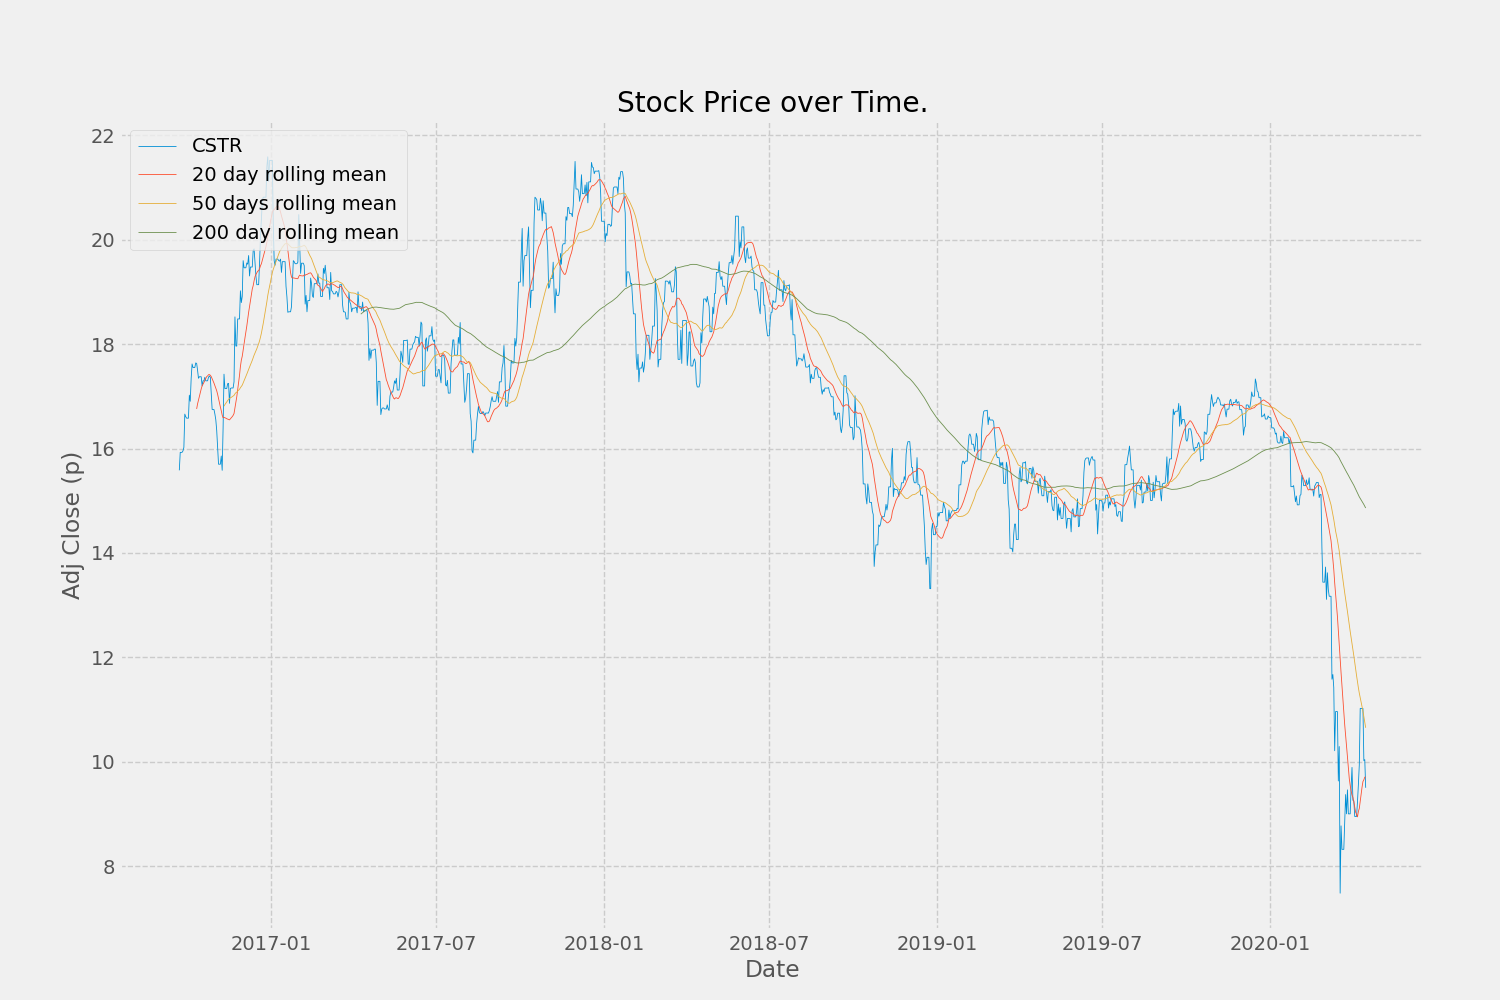 Stock Price over Time.
CSTR
20 day rolling mean
50 days rolling mean
200 day rolling mean
22
20
18
16
14
12
10
8
Adj Close (p)
2017-01
2017-07
2018-01
2018-07
2019-01
2019-07
2020-01
Date